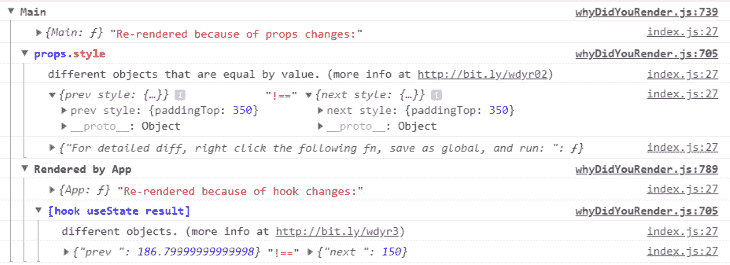 Main whyDidYouRender.js:739
{Main: ƒ} "Re-rendered because of props changes:" index.js:27
props.style whyDidYouRender.js:705
different objects that are equal by value. (more info at http://bit.ly/wdyr02) index.js:27
{prev style: {…}} i "!==" {next style: {…}} i index.js:27
prev style: {paddingTop: 350} next style: {paddingTop: 350}
__proto__: Object __proto__: Object
{"For detailed diff, right click the following fn, save as global, and run: ": ƒ} index.js:27
Rendered by App whyDidYouRender.js:789
{App: ƒ} "Re-rendered because of hook changes:" index.js:27
[hook useState result] whyDidYouRender.js:705
different objects. (more info at http://bit.ly/wdyr3) index.js:27
{"prev ": 186.79999999999998} "!==" {"next ": 150} index.js:27